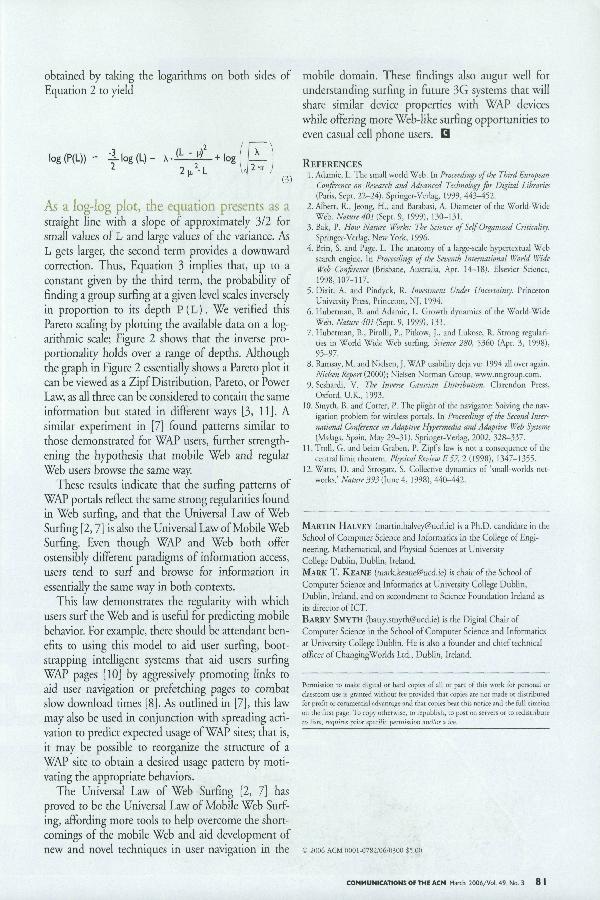 obtained by taking the logarithms on both sides of
Equation 2 to yield
log (P(L)) ~ -3/2 log (L) - λ · (L - μ)² / 2 μ² · L + log (√ λ / 2·π)
(3)
As a log-log plot, the equation presents as a
straight line with a slope of approximately 3/2 for
small values of L and large values of the variance. As
L gets larger, the second term provides a downward
correction. Thus, Equation 3 implies that, up to a
constant given by the third term, the probability of
finding a group surfing at a given level scales inversely
in proportion to its depth P(L). We verified this
Pareto scaling by plotting the available data on a log-
arithmic scale; Figure 2 shows that the inverse pro-
portionality holds over a range of depths. Although
the graph in Figure 2 essentially shows a Pareto plot it
can be viewed as a Zipf Distribution, Pareto, or Power
Law, as all three can be considered to contain the same
information but stated in different ways [3, 11]. A
similar experiment in [7] found patterns similar to
those demonstrated for WAP users, further strength-
ening the hypothesis that mobile Web and regular
Web users browse the same way.
These results indicate that the surfing patterns of
WAP portals reflect the same strong regularities found
in Web surfing, and that the Universal Law of Web
Surfing [2, 7] is also the Universal Law of Mobile Web
Surfing. Even though WAP and Web both offer
ostensibly different paradigms of information access,
users tend to surf and browse for information in
essentially the same way in both contexts.
This law demonstrates the regularity with which
users surf the Web and is useful for predicting mobile
behavior. For example, there should be attendant ben-
efits to using this model to aid user surfing, boot-
strapping intelligent systems that aid users surfing
WAP pages [10] by aggressively promoting links to
aid user navigation or prefetching pages to combat
slow download times [8]. As outlined in [7], this law
may also be used in conjunction with spreading acti-
vation to predict expected usage of WAP sites; that is,
it may be possible to reorganize the structure of a
WAP site to obtain a desired usage pattern by moti-
vating the appropriate behaviors.
The Universal Law of Web Surfing [2, 7] has
proved to be the Universal Law of Mobile Web Surf-
ing, affording more tools to help overcome the short-
comings of the mobile Web and aid development of
new and novel techniques in user navigation in the
mobile domain. These findings also augur well for
understanding surfing in future 3G systems that will
share similar device properties with WAP devices
while offering more Web-like surfing opportunities to
even casual cell phone users. C
REFERENCES
1. Adamic, L. The small world Web. In Proceedings of the Third European
Conference on Research and Advanced Technology for Digital Libraries
(Paris, Sept. 22–24). Springer-Verlag, 1999, 443–452.
2. Albert, R., Jeong, H., and Barabasi, A. Diameter of the World-Wide
Web. Nature 401 (Sept. 9, 1999), 130–131.
3. Bak, P. How Nature Works: The Science of Self-Organised Criticality.
Springer-Verlag, New York, 1996.
4. Brin, S. and Page, L. The anatomy of a large-scale hypertextual Web
search engine. In Proceedings of the Seventh International World Wide
Web Conference (Brisbane, Australia, Apr. 14–18). Elsevier Science,
1998, 107–117.
5. Dixit, A. and Pindyck, R. Investment Under Uncertainty. Princeton
University Press, Princeton, NJ, 1994.
6. Huberman, B. and Adamic, L. Growth dynamics of the World-Wide
Web. Nature 401 (Sept. 9, 1999), 131.
7. Huberman, B., Pirolli, P., Pitkow, J., and Lukose, R. Strong regulari-
ties in World Wide Web surfing. Science 280, 5360 (Apr. 3, 1998),
95–97.
8. Ramsay, M. and Nielsen, J. WAP usability deja vu: 1994 all over again.
Nielsen Report (2000); Nielsen Norman Group, www.nngroup.com.
9. Seshardi, V. The Inverse Gaussian Distribution. Clarendon Press,
Oxford, U.K., 1993.
10. Smyth, B. and Cotter, P. The plight of the navigator: Solving the nav-
igation problem for wireless portals. In Proceedings of the Second Inter-
national Conference on Adaptive Hypermedia and Adaptive Web Systems
(Malaga, Spain, May 29–31). Springer-Verlag, 2002, 328–337.
11. Troll, G. and beim Graben, P. Zipf's law is not a consequence of the
central limit theorem. Physical Review E 57, 2 (1998), 1347–1355.
12. Watts, D. and Strogatz, S. Collective dynamics of 'small-worlds net-
works.' Nature 393 (June 4, 1998), 440–442.
MARTIN HALVEY (martin.halvey@ucd.ie) is a Ph.D. candidate in the
School of Computer Science and Informatics in the College of Engi-
neering, Mathematical, and Physical Sciences at University
College Dublin, Dublin, Ireland.
MARK T. KEANE (mark.keane@ucd.ie) is chair of the School of
Computer Science and Informatics at University College Dublin,
Dublin, Ireland, and on secondment to Science Foundation Ireland as
its director of ICT.
BARRY SMYTH (barry.smyth@ucd.ie) is the Digital Chair of
Computer Science in the School of Computer Science and Informatics
at University College Dublin. He is also a founder and chief technical
officer of ChangingWorlds Ltd., Dublin, Ireland.
Permission to make digital or hard copies of all or part of this work for personal or
classroom use is granted without fee provided that copies are not made or distributed
for profit or commercial advantage and that copies bear this notice and the full citation
on the first page. To copy otherwise, to republish, to post on servers or to redistribute
to lists, requires prior specific permission and/or a fee.
© 2006 ACM 0001-0782/06/0300 $5.00
COMMUNICATIONS OF THE ACM March 2006/Vol. 49, No. 3 81